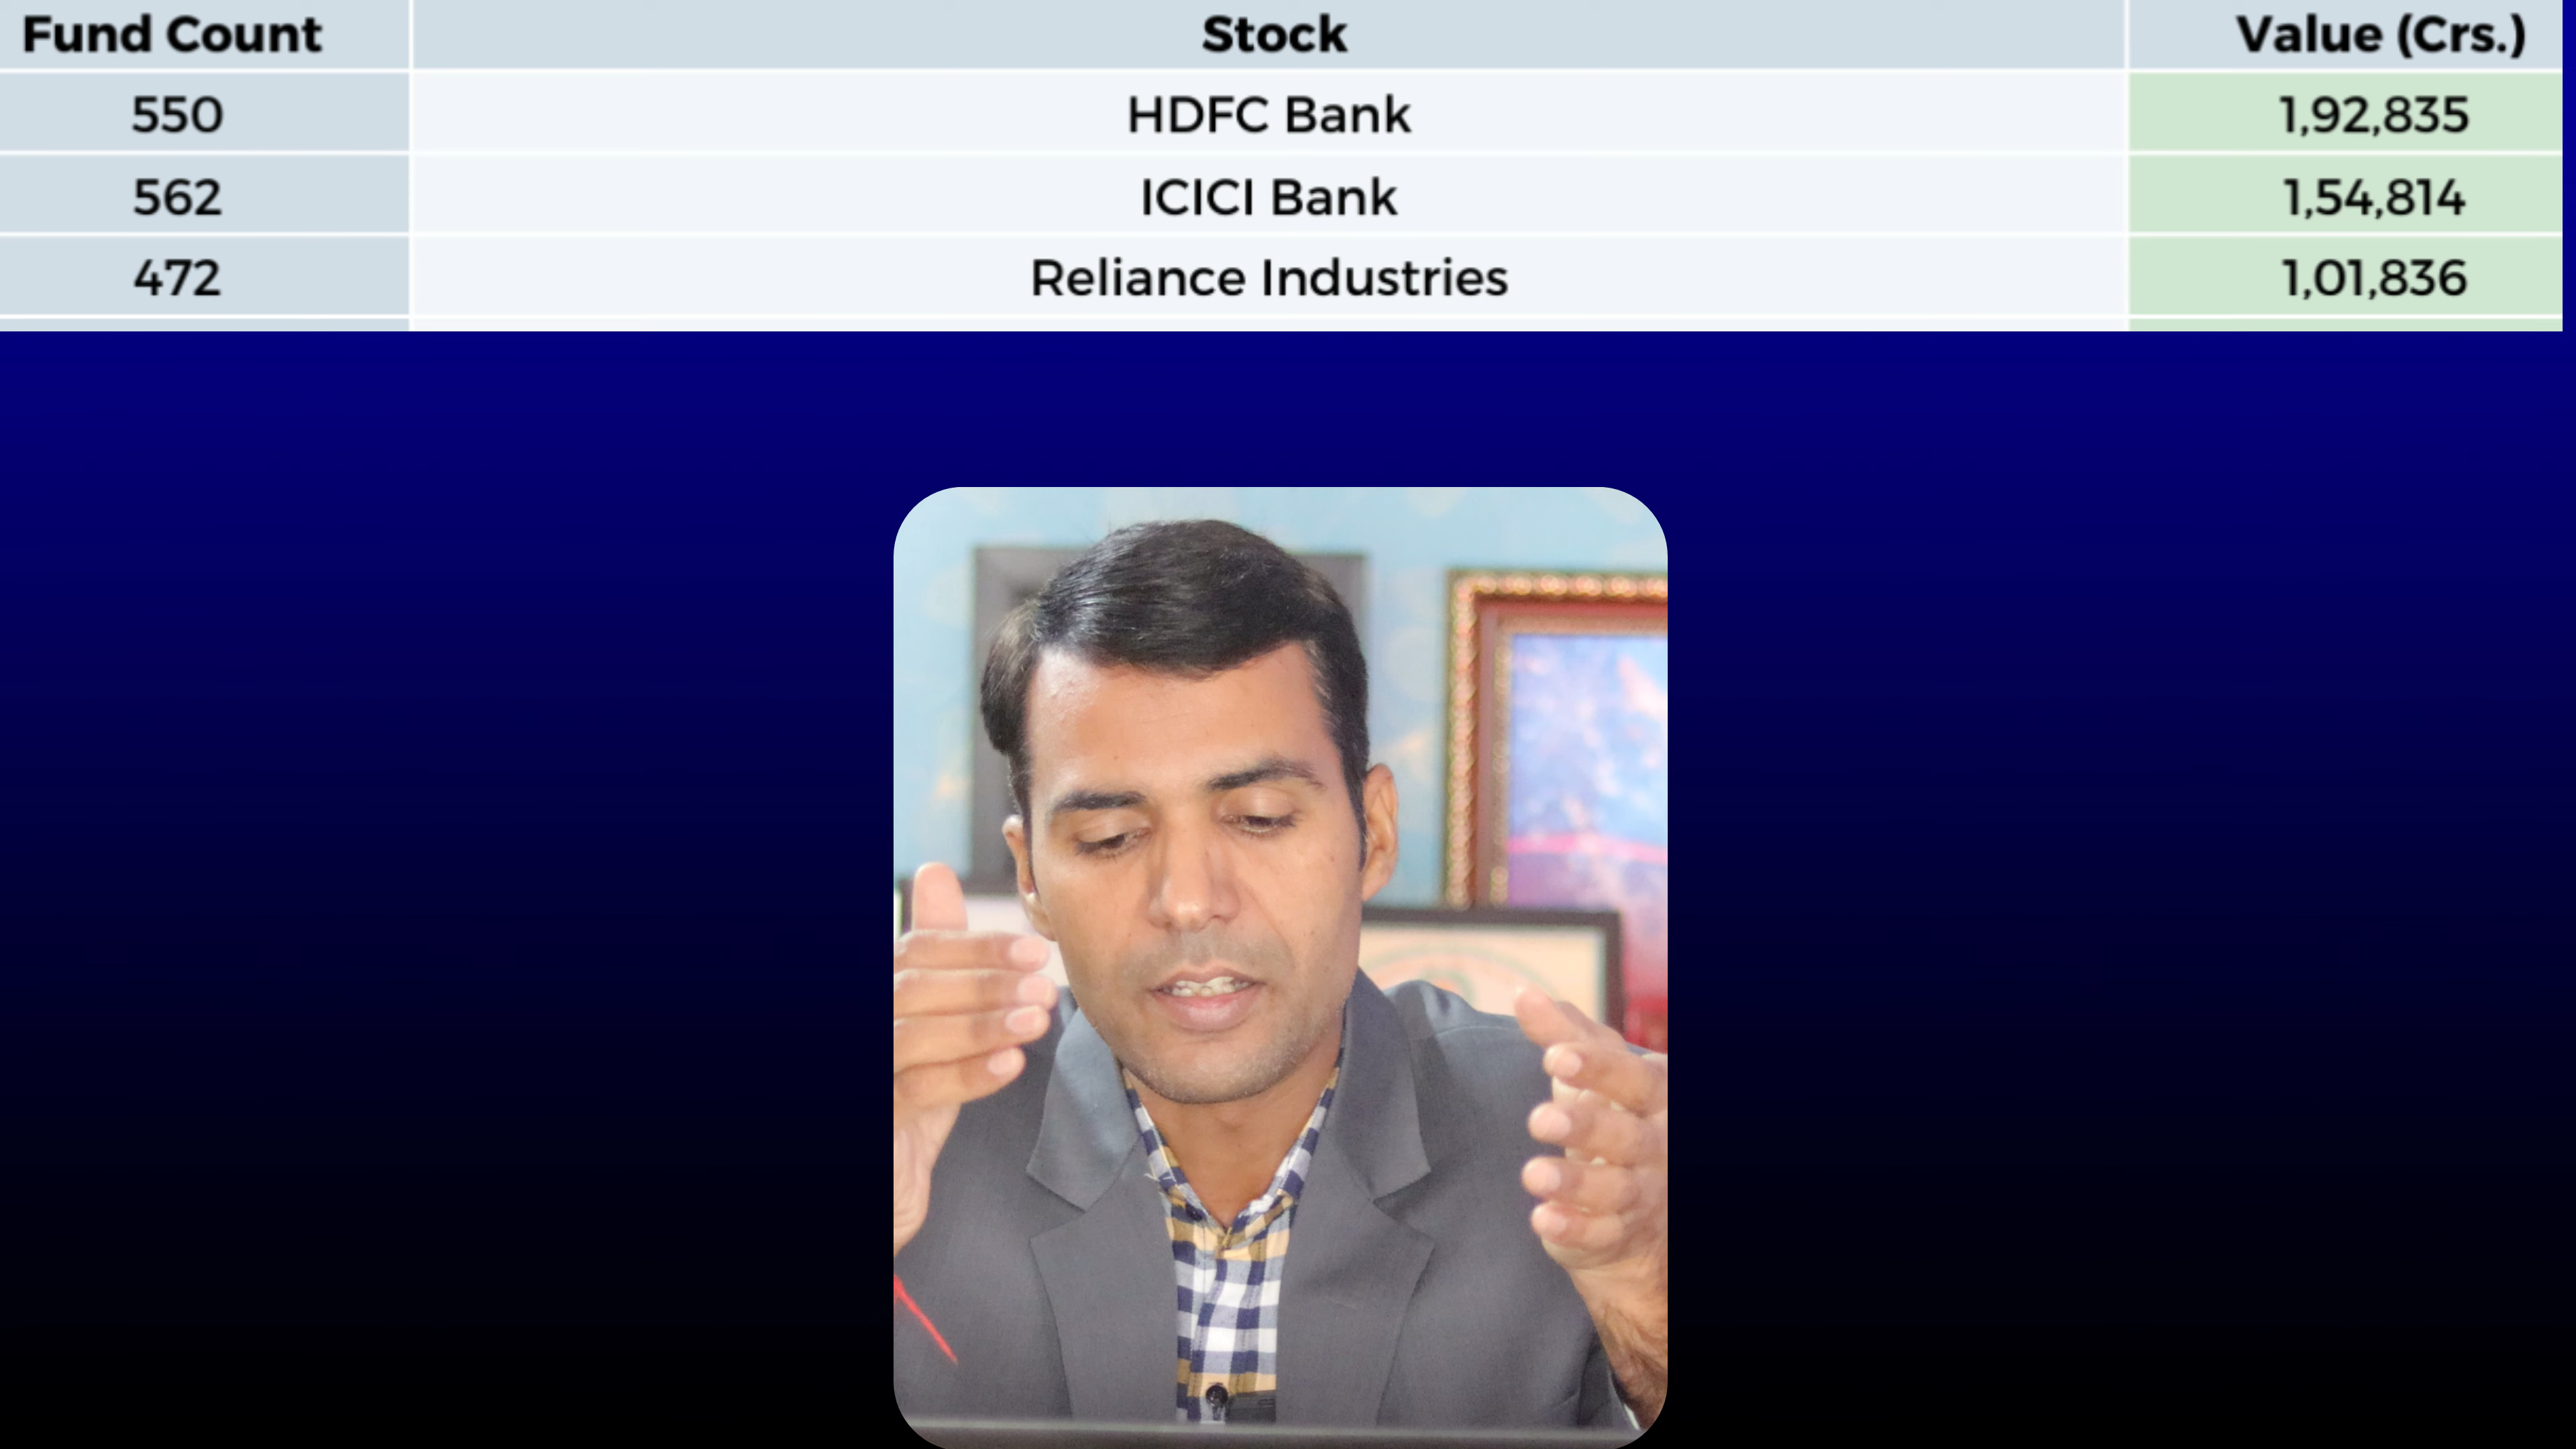 Fund Count Stock Value (Crs.)
550 HDFC Bank 1,92,835
562 ICICI Bank 1,54,814
472 Reliance Industries 1,01,836